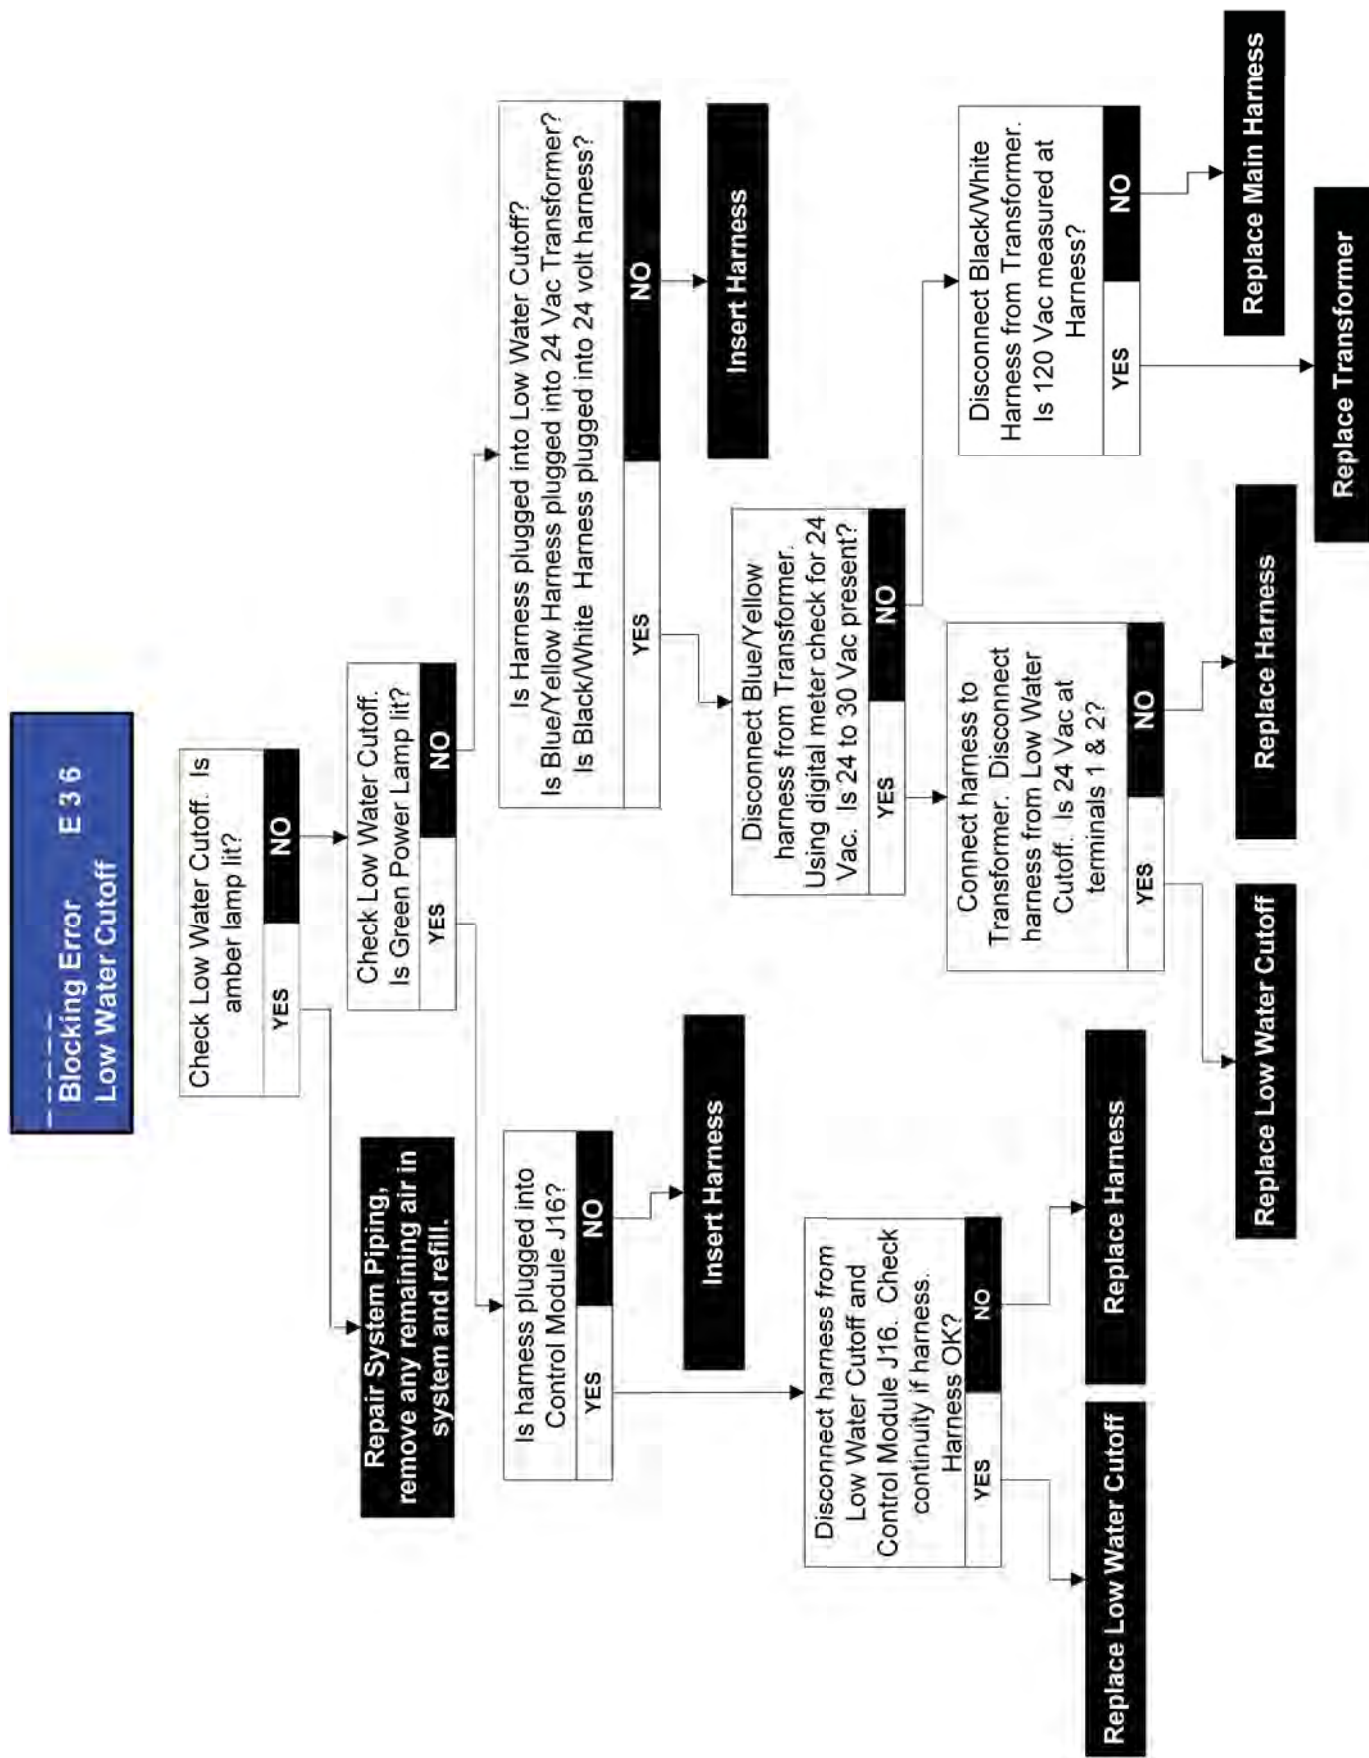 Blocking Error E 3 6
Low Water Cutoff
Check Low Water Cutoff. Is
amber lamp lit?
YES
NO
Repair System Piping,
remove any remaining air in
system and refill.
Check Low Water Cutoff.
Is Green Power Lamp lit?
YES
NO
Is harness plugged into
Control Module J16?
YES
NO
Insert Harness
Is Harness plugged into Low Water Cutoff?
Is Blue/Yellow Harness plugged into 24 Vac Transformer?
Is Black/White Harness plugged into 24 volt harness?
YES
NO
Insert Harness
Disconnect harness from
Low Water Cutoff and
Control Module J16. Check
continuity if harness.
Harness OK?
YES
NO
Replace Low Water Cutoff
Replace Harness
Disconnect Blue/Yellow
harness from Transformer.
Using digital meter check for 24
Vac. Is 24 to 30 Vac present?
YES
NO
Connect harness to
Transformer. Disconnect
harness from Low Water
Cutoff. Is 24 Vac at
terminals 1 & 2?
YES
NO
Replace Low Water Cutoff
Replace Harness
Disconnect Black/White
Harness from Transformer.
Is 120 Vac measured at
Harness?
YES
NO
Replace Main Harness
Replace Transformer